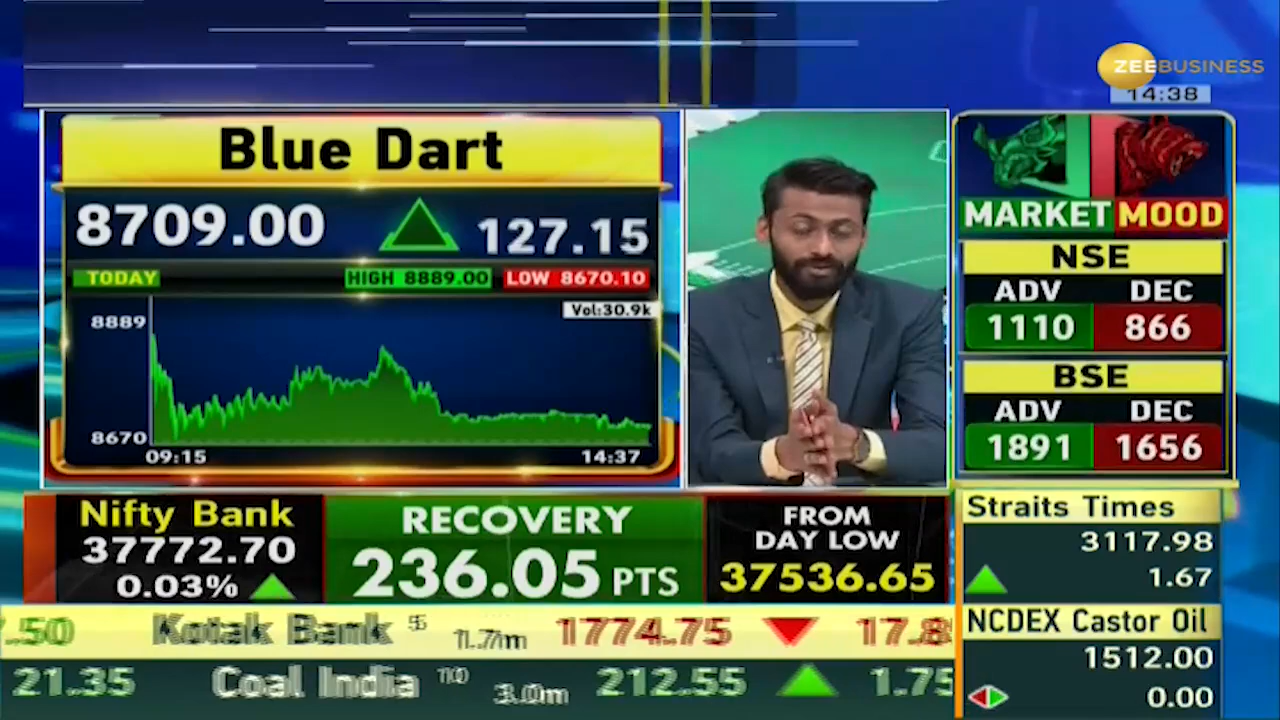 ZEEBUSINESS
14:38
Blue Dart
8709.00
127.15
TODAY
HIGH 8889.00
LOW 8670.10
Vol:30.9k
8889
8670
09:15
14:37
MARKET MOOD
NSE
ADV DEC
1110 866
BSE
ADV DEC
1891 1656
Nifty Bank
37772.70
0.03%
RECOVERY
236.05 PTS
FROM
DAY LOW
37536.65
Straits Times
3117.98
1.67
NCDEX Castor Oil
1512.00
0.00
.50 Kotak Bank 1.7m 1774.75 17.8
21.35 Coal India 3.0m 212.55 1.75